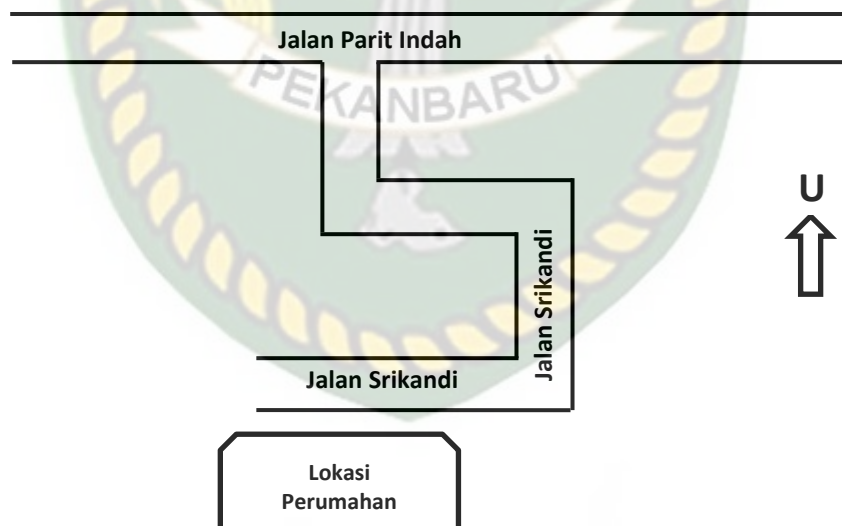 Jalan Parit Indah
PEKANBARU
U
Jalan Srikandi
Jalan Srikandi
Lokasi
Perumahan